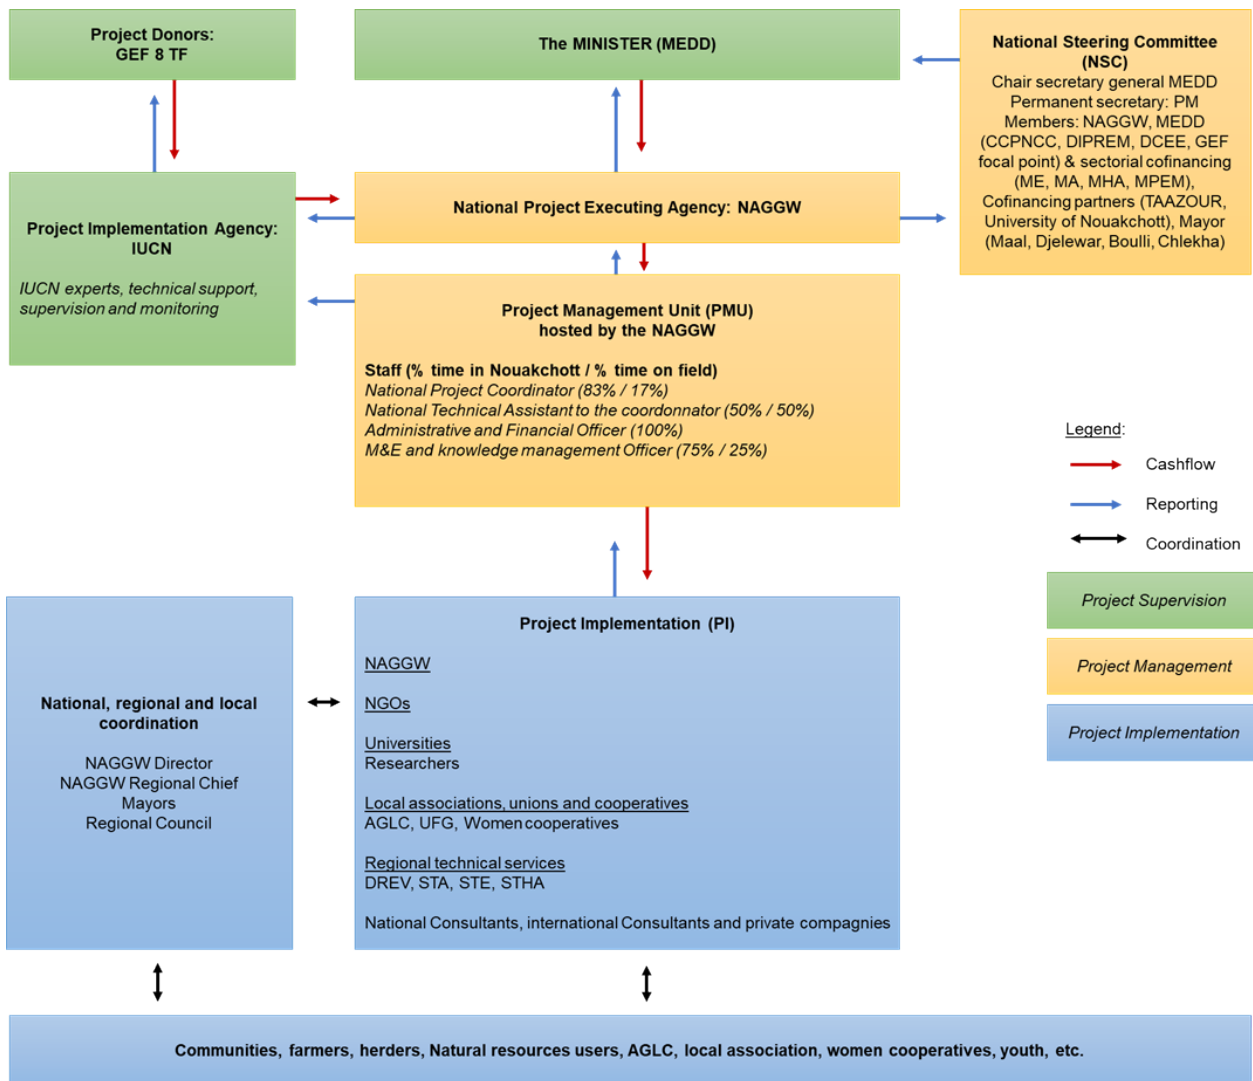 Project Donors:
GEF 8 TF
The MINISTER (MEDD)
National Steering Committee
(NSC)
Chair secretary general MEDD
Permanent secretary: PM
Members: NAGGW, MEDD
(CCPNCC, DIPREM, DCEE, GEF
focal point) & sectorial cofinancing
(ME, MA, MHA, MPEM),
Cofinancing partners (TAAZOUR,
University of Nouakchott), Mayor
(Maal, Djelewar, Boulli, Chlekha)
Project Implementation Agency:
IUCN
IUCN experts, technical support,
supervision and monitoring
National Project Executing Agency: NAGGW
Project Management Unit (PMU)
hosted by the NAGGW
Staff (% time in Nouakchott / % time on field)
National Project Coordinator (83% / 17%)
National Technical Assistant to the coordonnator (50% / 50%)
Administrative and Financial Officer (100%)
M&E and knowledge management Officer (75% / 25%)
Legend:
Cashflow
Reporting
Coordination
Project Supervision
Project Management
Project Implementation
National, regional and local
coordination
NAGGW Director
NAGGW Regional Chief
Mayors
Regional Council
Project Implementation (PI)
NAGGW
NGOs
Universities
Researchers
Local associations, unions and cooperatives
AGLC, UFG, Women cooperatives
Regional technical services
DREV, STA, STE, STHA
National Consultants, international Consultants and private compagnies
Communities, farmers, herders, Natural resources users, AGLC, local association, women cooperatives, youth, etc.